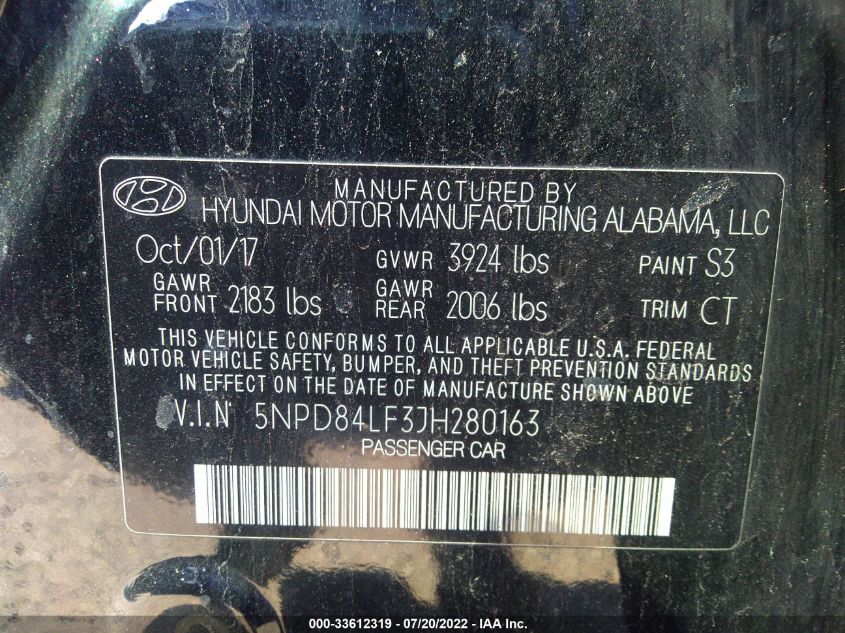 MANUFACTURED BY
HYUNDAI MOTOR MANUFACTURING ALABAMA, LLC
Oct/01/17 GVWR 3924 lbs PAINT S3
GAWR FRONT 2183 lbs GAWR REAR 2006 lbs TRIM CT
THIS VEHICLE CONFORMS TO ALL APPLICABLE U.S.A. FEDERAL
MOTOR VEHICLE SAFETY, BUMPER, AND THEFT PREVENTION STANDARDS
IN EFFECT ON THE DATE OF MANUFACTURE SHOWN ABOVE
V.I.N 5NPD84LF3JH280163
PASSENGER CAR
000-33612319 - 07/20/2022 - IAA Inc.